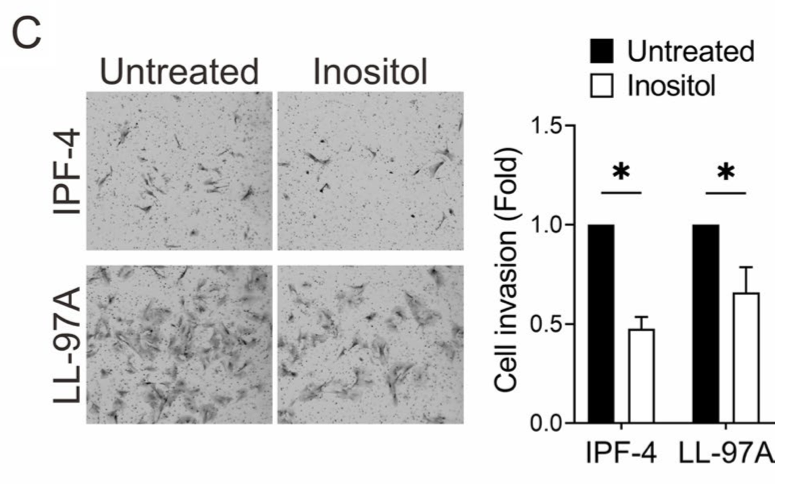 C
Untreated Inositol
IPF-4
LL-97A
Untreated
Inositol
Cell invasion (Fold)
1.5
1.0
0.5
0.0
* *
IPF-4 LL-97A